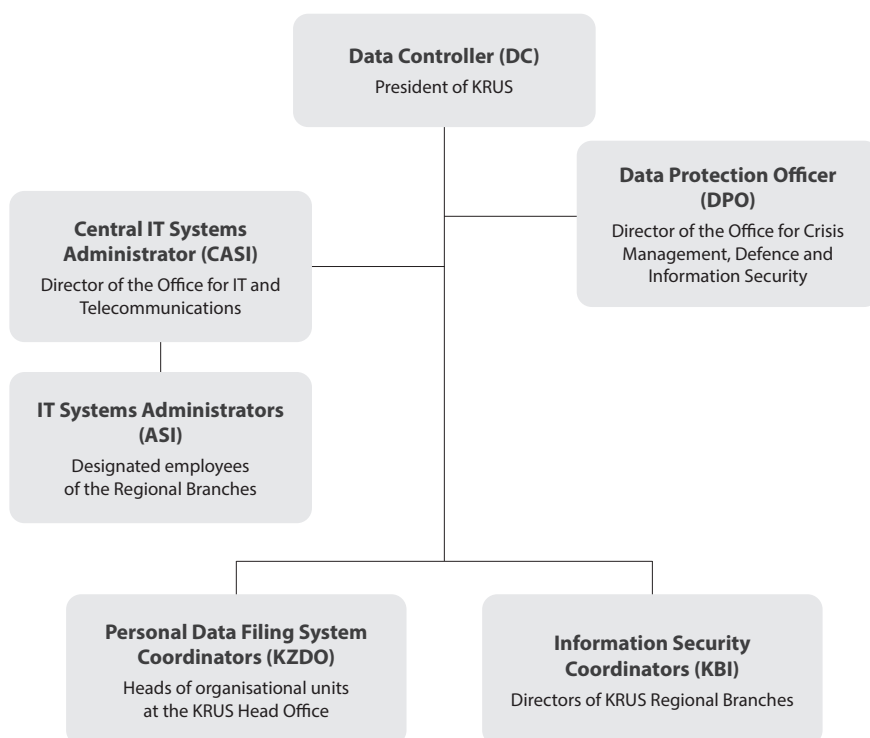 Data Controller (DC)
President of KRUS
Data Protection Officer
(DPO)
Director of the Office for Crisis
Management, Defence and
Information Security
Central IT Systems
Administrator (CASI)
Director of the Office for IT and
Telecommunications
IT Systems Administrators
(ASI)
Designated employees
of the Regional Branches
Personal Data Filing System
Coordinators (KZDO)
Heads of organisational units
at the KRUS Head Office
Information Security
Coordinators (KBI)
Directors of KRUS Regional Branches